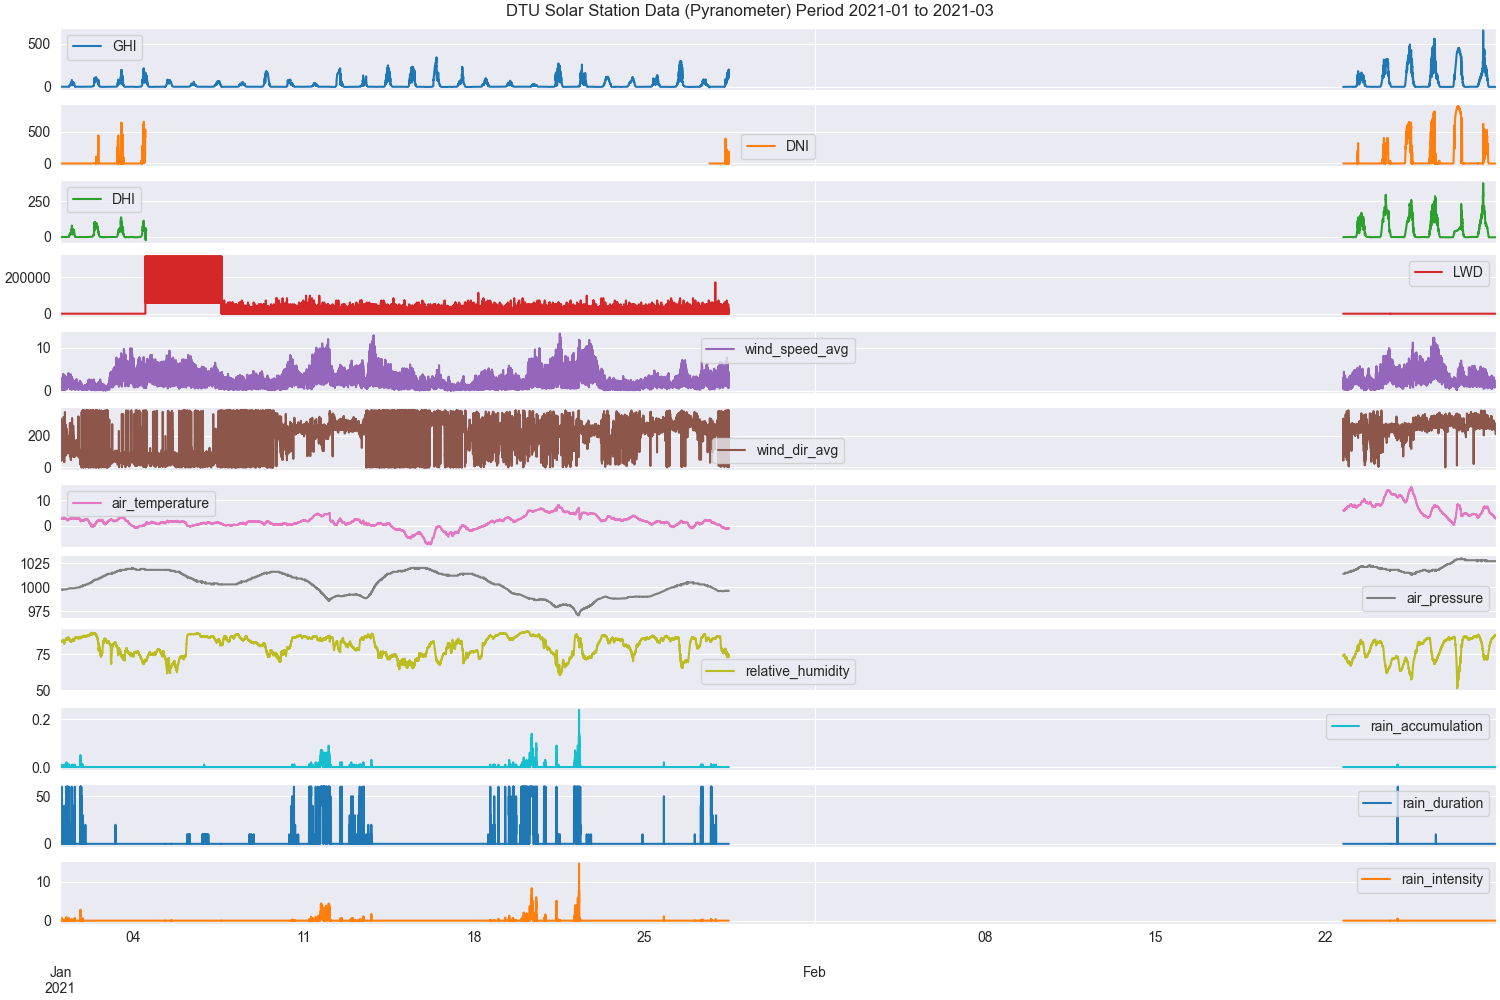 DTU Solar Station Data (Pyranometer) Period 2021-01 to 2021-03
500
0
GHI
500
0
DNI
250
0
DHI
200000
0
LWD
10
0
wind_speed_avg
200
0
wind_dir_avg
10
0
air_temperature
1025
1000
975
air_pressure
75
50
relative_humidity
0.2
0.0
rain_accumulation
50
0
rain_duration
10
0
rain_intensity
04 11 18 25 08 15 22
Jan Feb
2021